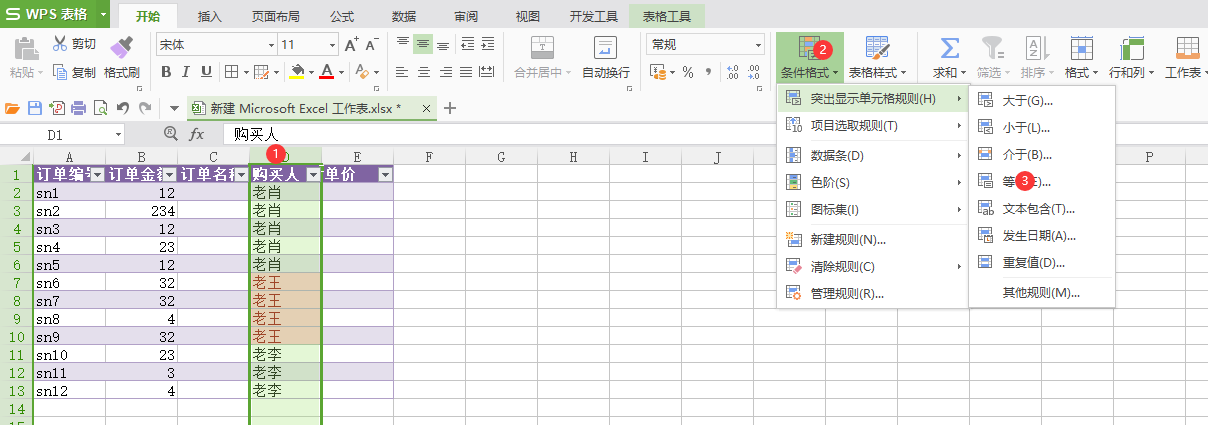 WPS 表格
开始 插入 页面布局 公式 数据 审阅 视图 开发工具 表格工具
剪切 宋体 11 A+ A- 常规 2
粘贴 复制 格式刷 B I U A 合并居中 自动换行 % 条件格式 表格样式 求和 筛选 排序 格式 行和列 工作表
新建 Microsoft Excel 工作表.xlsx *
D1 fx 购买人
1
A B C D E F G H I J P
1 订单编号 订单金额 订单名称 购买人 单价
2 sn1 12 老肖
3 sn2 234 老肖
4 sn3 12 老肖
5 sn4 23 老肖
6 sn5 12 老肖
7 sn6 32 老王
8 sn7 32 老王
9 sn8 4 老王
10 sn9 32 老王
11 sn10 23 老李
12 sn11 3 老李
13 sn12 4 老李
14
突出显示单元格规则(H)
项目选取规则(T)
数据条(D)
色阶(S)
图标集(I)
新建规则(N)...
清除规则(C)
管理规则(R)...
大于(G)...
小于(L)...
介于(B)...
等 3 ...
文本包含(T)...
发生日期(A)...
重复值(D)...
其他规则(M)...